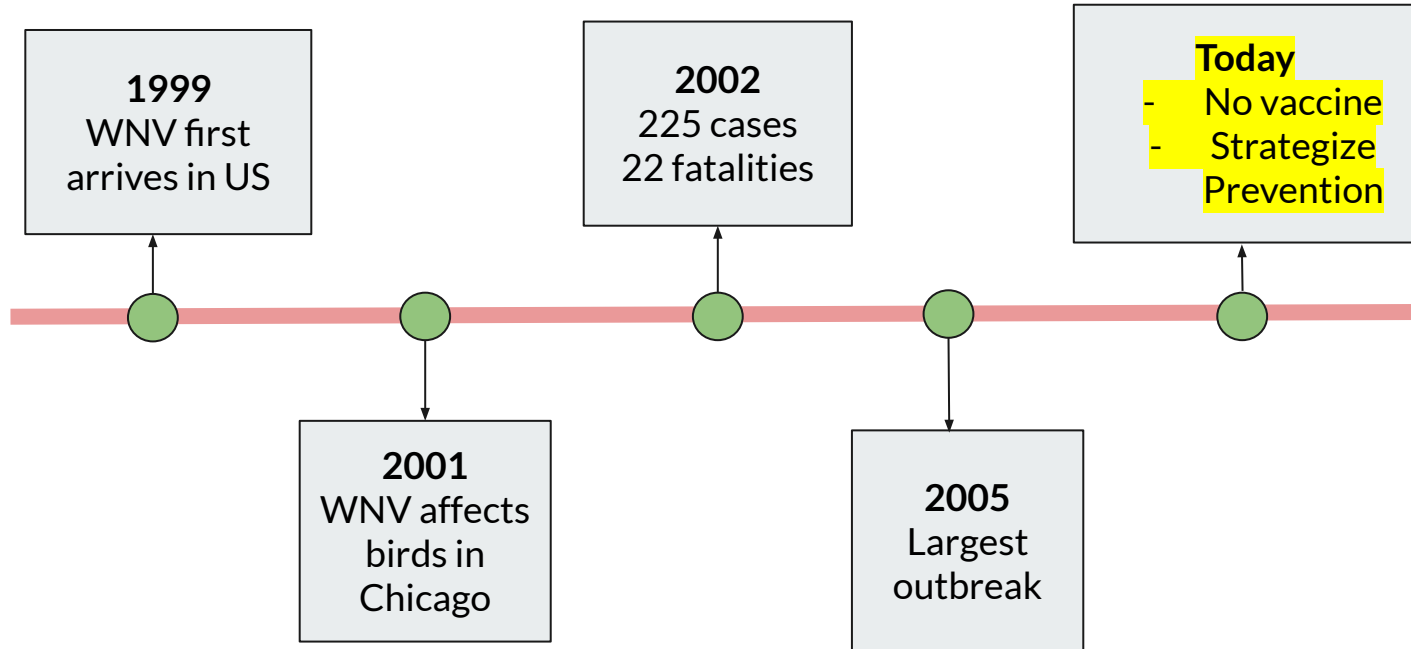 1999
WNV first
arrives in US
2001
WNV affects
birds in
Chicago
2002
225 cases
22 fatalities
2005
Largest
outbreak
Today
- No vaccine
- Strategize
Prevention